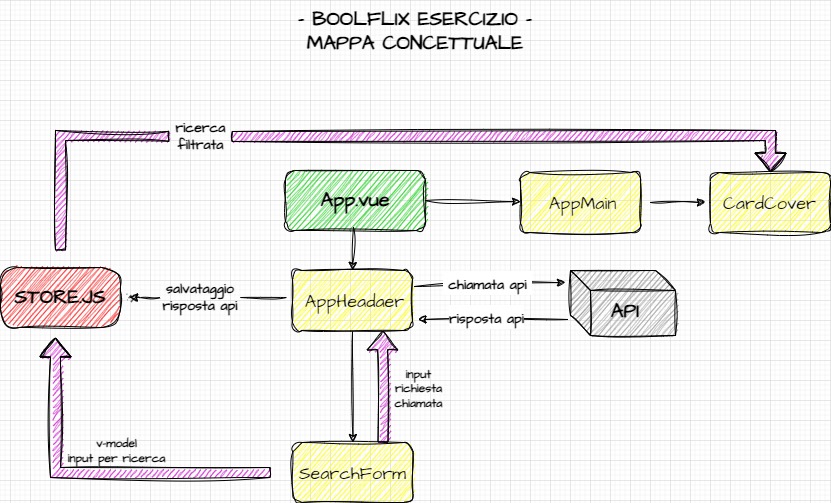 - BOOLFLIX ESERCIZIO -
MAPPA CONCETTUALE
ricerca
filtrata
App.vue
AppMain
CardCover
STORE.JS
salvataggio
risposta api
AppHeadaer
chiamata api
risposta api
API
input
richiesta
chiamata
v-model
input per ricerca
SearchForm